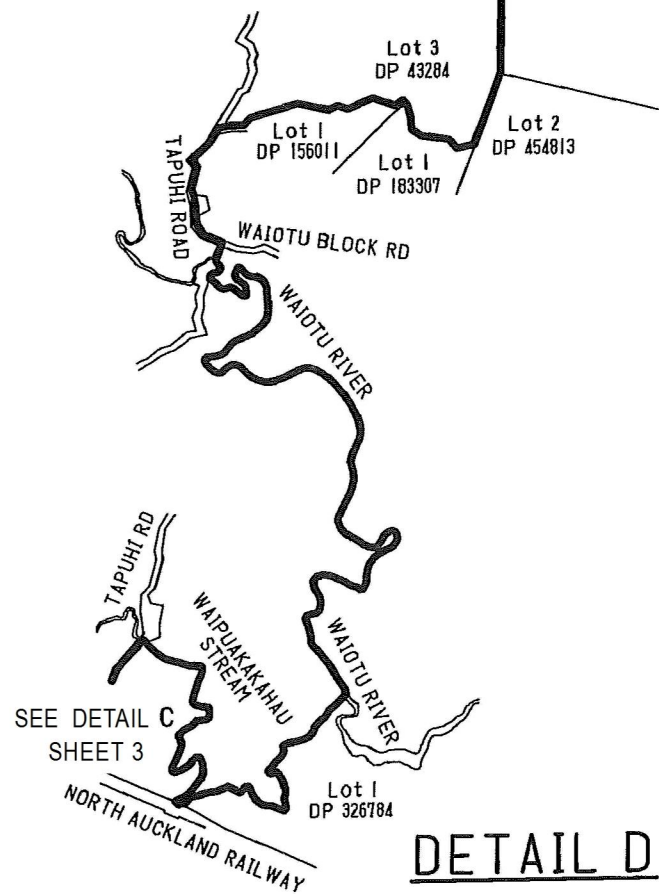 Lot 3
DP 43284
Lot 1
DP 156011
Lot 2
DP 454813
Lot 1
DP 183307
TAPUHI ROAD
WAIOTU BLOCK RD
WAIOTU RIVER
TAPUHI RD
WAIPUAKAKAHAU
STREAM
WAIOTU RIVER
SEE DETAIL C
SHEET 3
Lot 1
DP 326784
NORTH AUCKLAND RAILWAY
DETAIL D